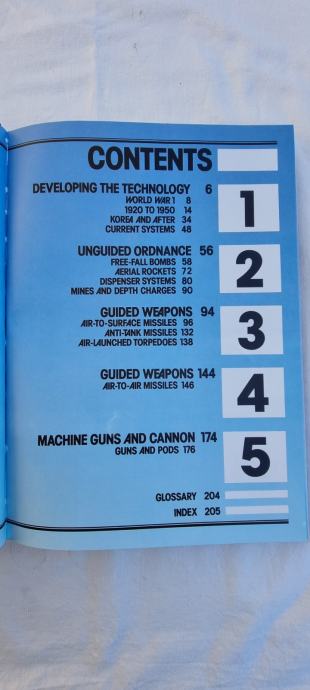 CONTENTS
DEVELOPING THE TECHNOLOGY 6
WORLD WAR 1 8
1920 TO 1950 14
KOREA AND AFTER 34
CURRENT SYSTEMS 48
1
UNGUIDED ORDNANCE 56
FREE-FALL BOMBS 58
AERIAL ROCKETS 72
DISPENSER SYSTEMS 80
MINES AND DEPTH CHARGES 90
2
GUIDED WEAPONS 94
AIR-TO-SURFACE MISSILES 96
ANTI-TANK MISSILES 132
AIR-LAUNCHED TORPEDOES 138
3
GUIDED WEAPONS 144
AIR-TO-AIR MISSILES 146
4
MACHINE GUNS AND CANNON 174
GUNS AND PODS 176
5
GLOSSARY 204
INDEX 205